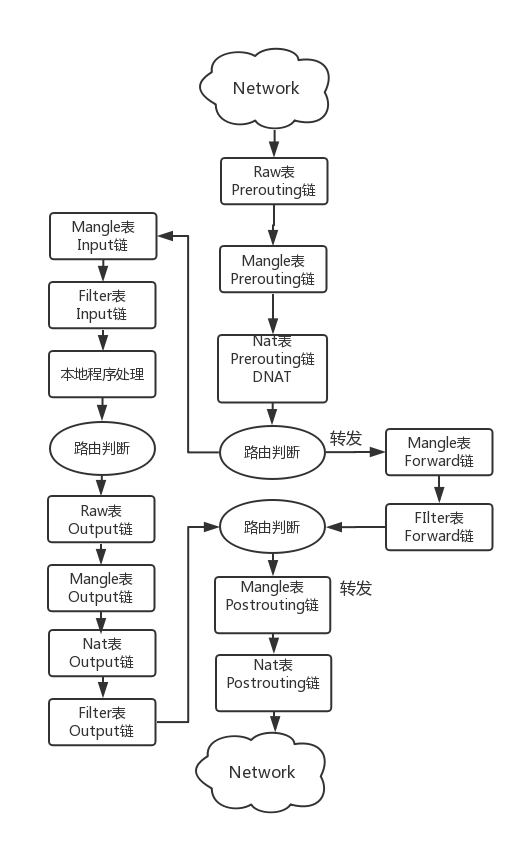 Network
Raw表
Prerouting链
Mangle表
Prerouting链
Nat表
Prerouting链
DNAT
路由判断
转发
Mangle表
Input链
Filter表
Input链
本地程序处理
路由判断
Raw表
Output链
Mangle表
Output链
Nat表
Output链
Filter表
Output链
Mangle表
Forward链
FIlter表
Forward链
路由判断
Mangle表
Postrouting链
转发
Nat表
Postrouting链
Network